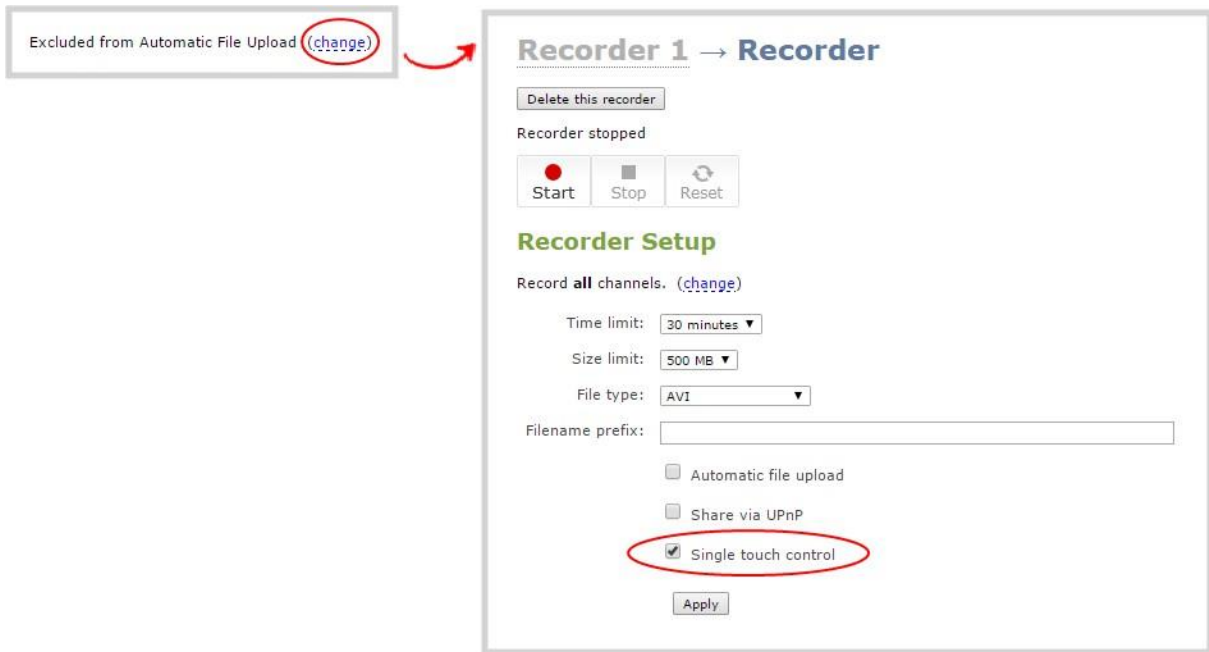 Excluded from Automatic File Upload (change)
Recorder 1 → Recorder
Delete this recorder
Recorder stopped
Start Stop Reset
Recorder Setup
Record all channels. (change)
Time limit: 30 minutes ▼
Size limit: 500 MB ▼
File type: AVI ▼
Filename prefix:
Automatic file upload
Share via UPnP
Single touch control
Apply